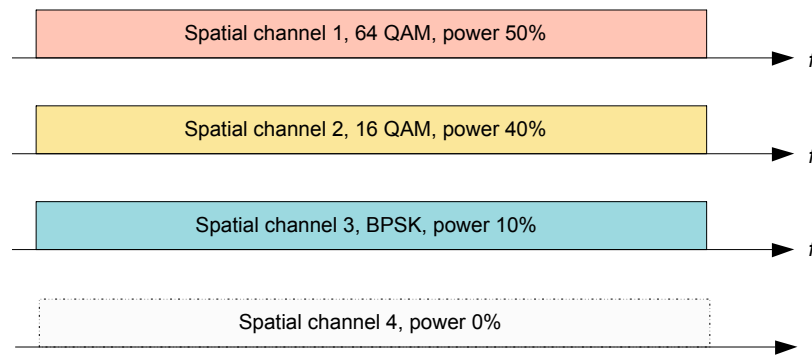 Spatial channel 1, 64 QAM, power 50%
f
Spatial channel 2, 16 QAM, power 40%
f
Spatial channel 3, BPSK, power 10%
f
Spatial channel 4, power 0%